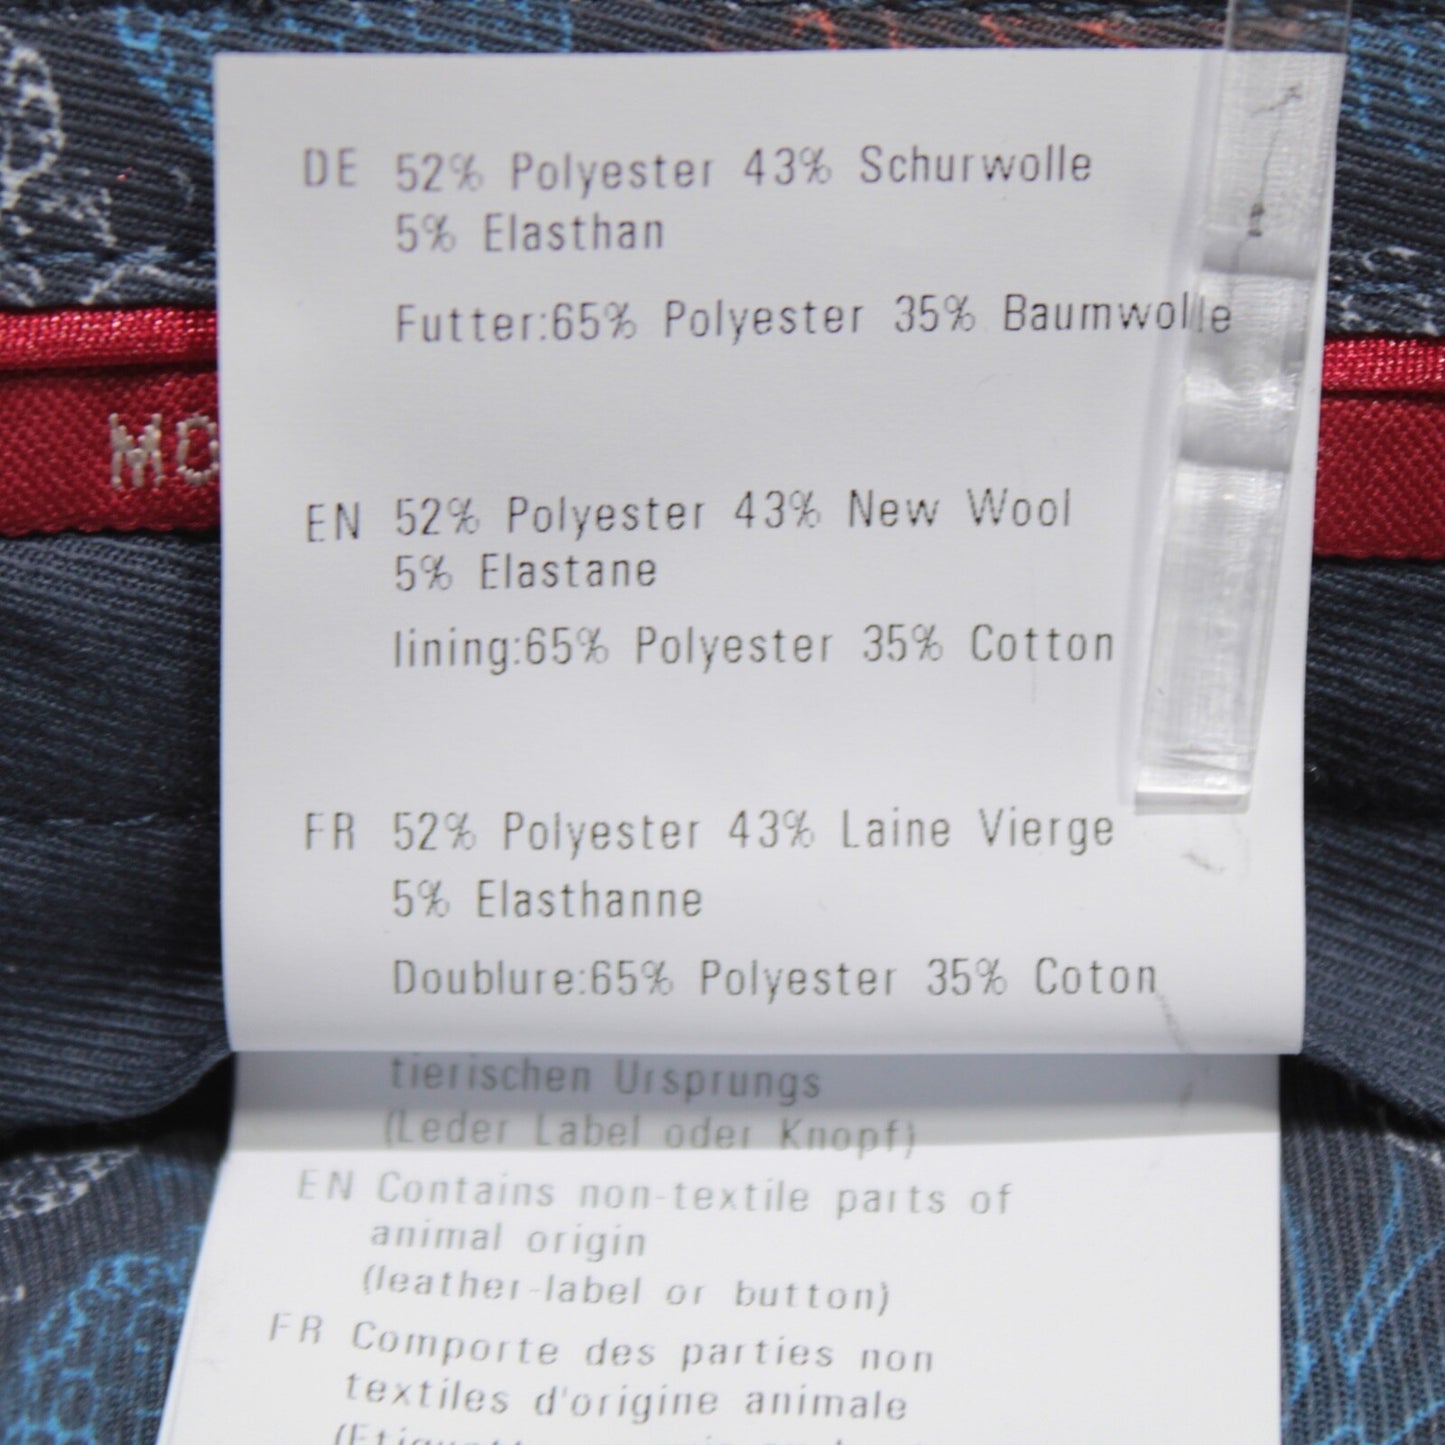 DE 52% Polyester 43% Schurwolle
5% Elasthan
Futter:65% Polyester 35% Baumwolle
MO
EN 52% Polyester 43% New Wool
5% Elastane
lining:65% Polyester 35% Cotton
FR 52% Polyester 43% Laine Vierge
5% Elasthanne
Doublure:65% Polyester 35% Coton
tierischen Ursprungs
(Leder Label oder Knopf)
EN Contains non-textile parts of
animal origin
(leather-label or button)
FR Comporte des parties non
textiles d'origine animale